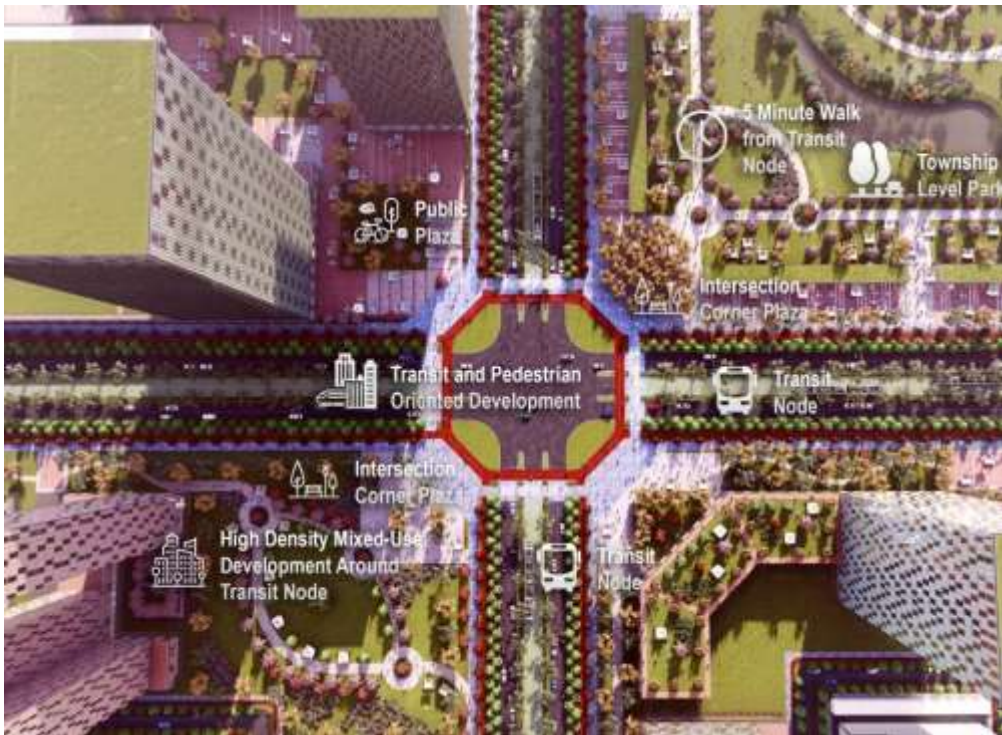 5 Minute Walk
from Transit
Node
Township
Level Park
Public
Plaza
Intersection
Corner Plaza
Transit and Pedestrian
Oriented Development
Transit
Node
Intersection
Corner Plaza
High Density Mixed-Use
Development Around
Transit Node
Transit
Node